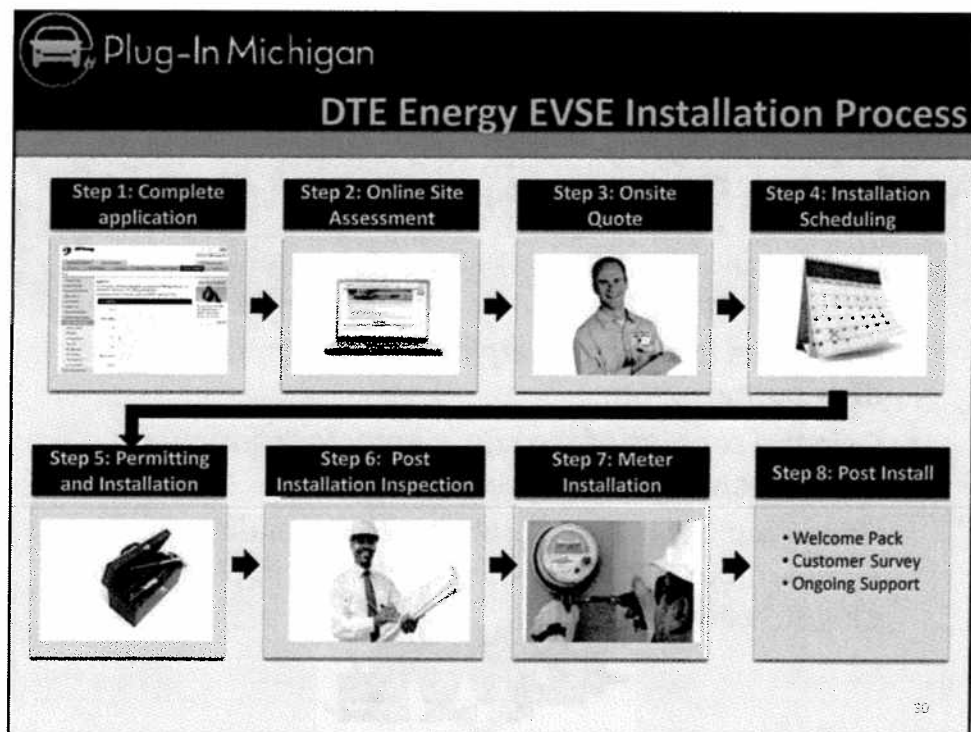 Plug-In Michigan
DTE Energy EVSE Installation Process
Step 1: Complete
application
Step 2: Online Site
Assessment
Step 3: Onsite
Quote
Step 4: Installation
Scheduling
Step 5: Permitting
and Installation
Step 6: Post
Installation Inspection
Step 7: Meter
Installation
Step 8: Post Install
• Welcome Pack
• Customer Survey
• Ongoing Support